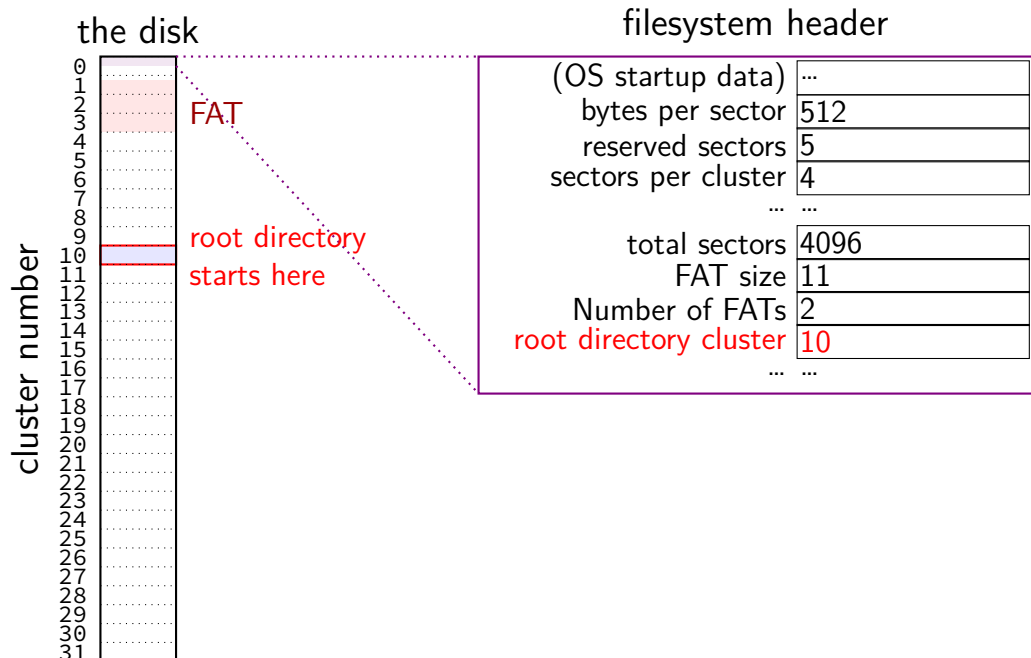 the disk
cluster number
0
1
2
3
4
5
6
7
8
9
10
11
12
13
14
15
16
17
18
19
20
21
22
23
24
25
26
27
28
29
30
31
FAT
root directory
starts here
filesystem header
(OS startup data) ...
bytes per sector 512
reserved sectors 5
sectors per cluster 4
... ...
total sectors 4096
FAT size 11
Number of FATs 2
root directory cluster 10
... ...